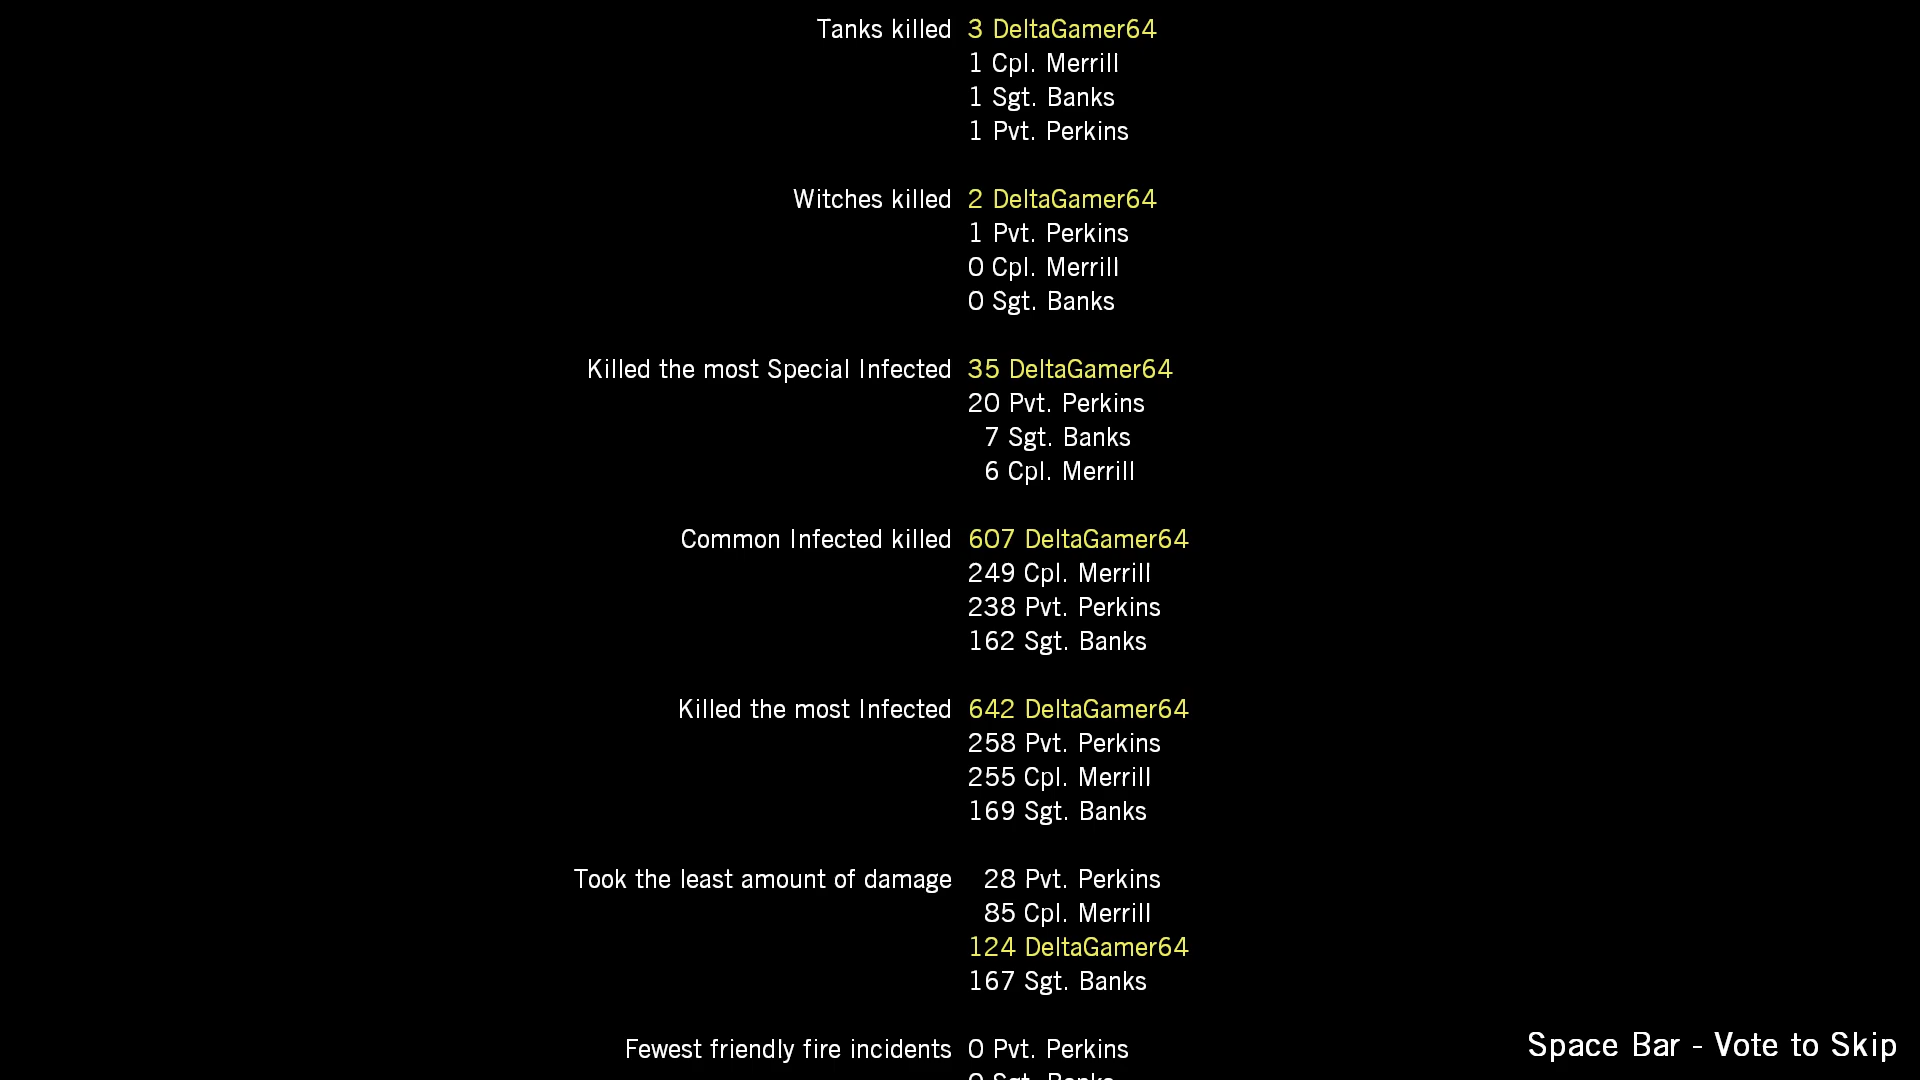 Tanks killed 3 DeltaGamer64
1 Cpl. Merrill
1 Sgt. Banks
1 Pvt. Perkins
Witches killed 2 DeltaGamer64
1 Pvt. Perkins
0 Cpl. Merrill
0 Sgt. Banks
Killed the most Special Infected 35 DeltaGamer64
20 Pvt. Perkins
7 Sgt. Banks
6 Cpl. Merrill
Common Infected killed 607 DeltaGamer64
249 Cpl. Merrill
238 Pvt. Perkins
162 Sgt. Banks
Killed the most Infected 642 DeltaGamer64
258 Pvt. Perkins
255 Cpl. Merrill
169 Sgt. Banks
Took the least amount of damage 28 Pvt. Perkins
85 Cpl. Merrill
124 DeltaGamer64
167 Sgt. Banks
Fewest friendly fire incidents 0 Pvt. Perkins
0 Sgt. Banks
Space Bar - Vote to Skip